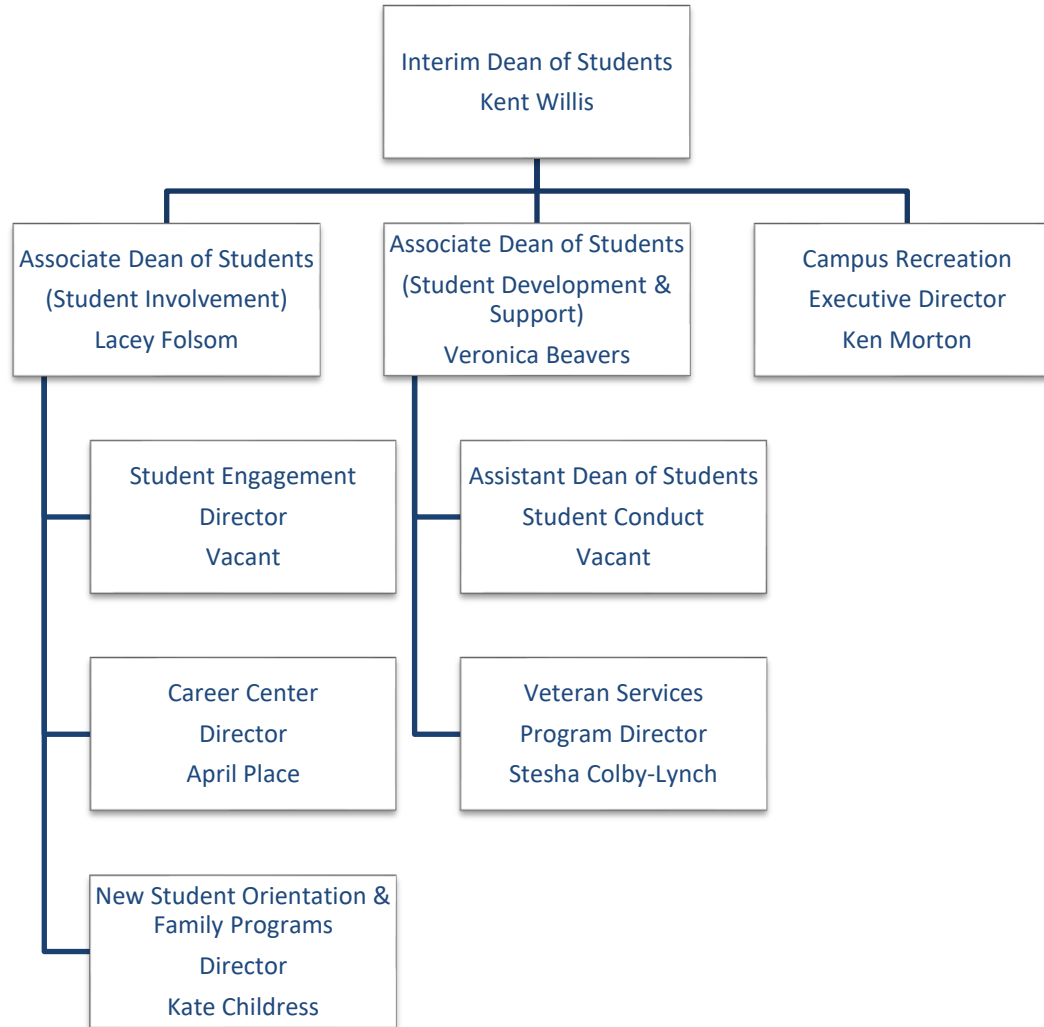 Interim Dean of Students
Kent Willis
Associate Dean of Students
(Student Involvement)
Lacey Folsom
Associate Dean of Students
(Student Development &
Support)
Veronica Beavers
Campus Recreation
Executive Director
Ken Morton
Student Engagement
Director
Vacant
Assistant Dean of Students
Student Conduct
Vacant
Career Center
Director
April Place
Veteran Services
Program Director
Stesha Colby-Lynch
New Student Orientation &
Family Programs
Director
Kate Childress